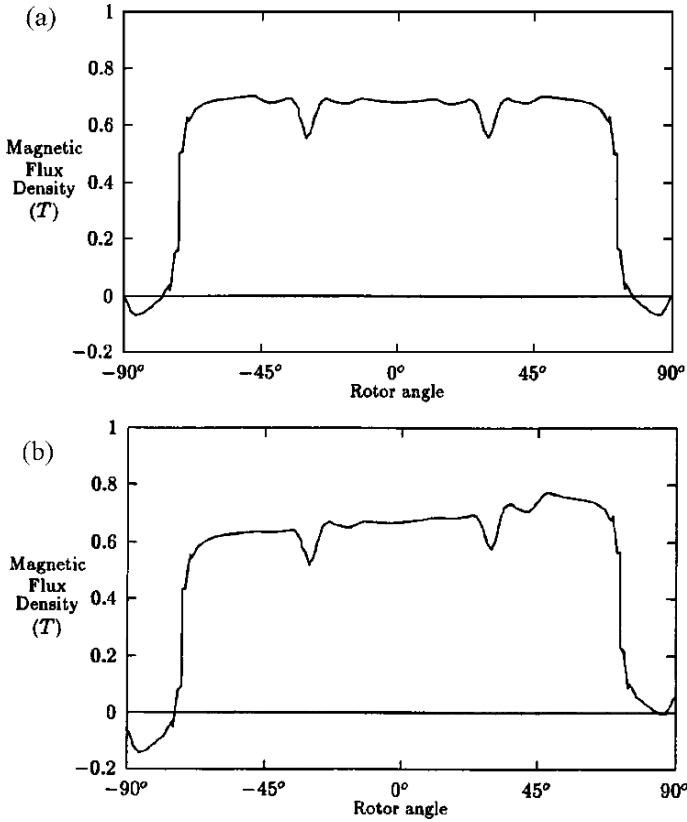 (a)
1
0.8
0.6
0.4
0.2
0
−0.2
Magnetic
Flux
Density
(T)
−90° −45° 0° 45° 90°
Rotor angle
(b)
1
0.8
0.6
0.4
0.2
0
−0.2
Magnetic
Flux
Density
(T)
−90° −45° 0° 45° 90°
Rotor angle